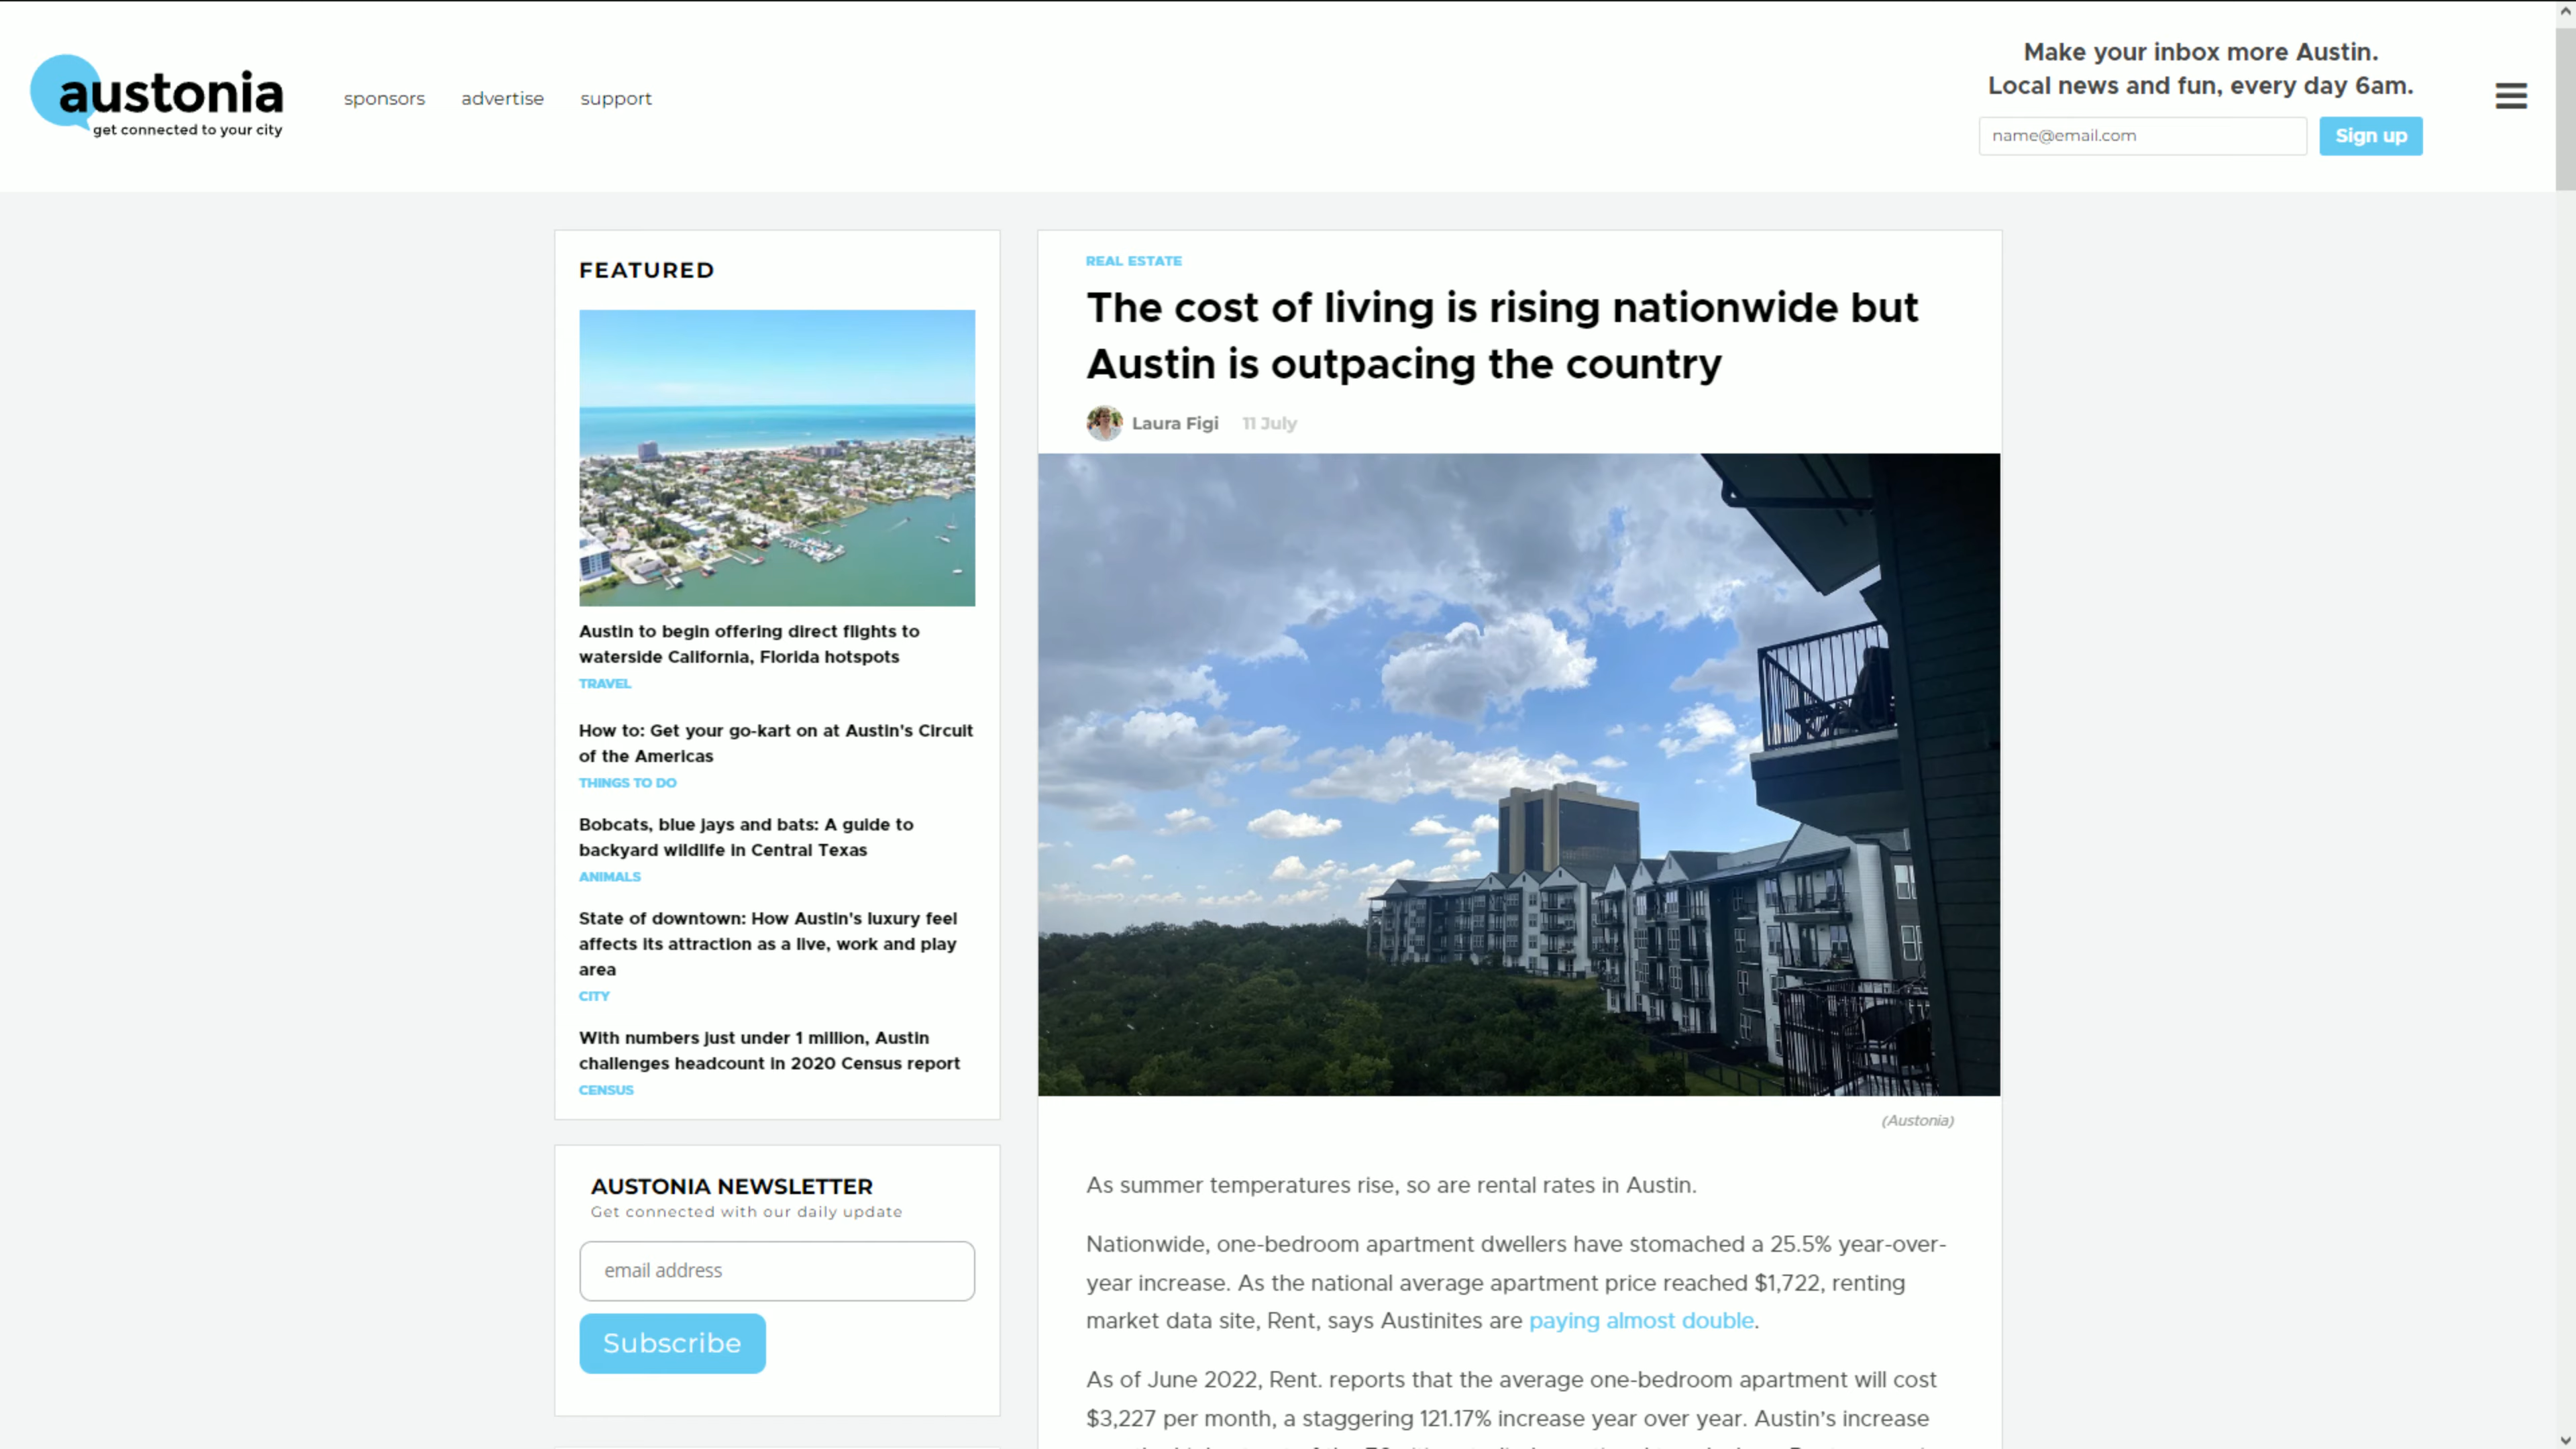 austonia
get connected to your city
sponsors
advertise
support
Make your inbox more Austin.
Local news and fun, every day 6am.
name@email.com
Sign up
FEATURED
Austin to begin offering direct flights to
waterside California, Florida hotspots
TRAVEL
How to: Get your go-kart on at Austin's Circuit
of the Americas
THINGS TO DO
Bobcats, blue jays and bats: A guide to
backyard wildlife in Central Texas
ANIMALS
State of downtown: How Austin's luxury feel
affects its attraction as a live, work and play
area
CITY
With numbers just under 1 million, Austin
challenges headcount in 2020 Census report
CENSUS
AUSTONIA NEWSLETTER
Get connected with our daily update
email address
Subscribe
REAL ESTATE
The cost of living is rising nationwide but
Austin is outpacing the country
Laura Figi 11 July
(Austonia)
As summer temperatures rise, so are rental rates in Austin.
Nationwide, one-bedroom apartment dwellers have stomached a 25.5% year-over-
year increase. As the national average apartment price reached $1,722, renting
market data site, Rent, says Austinites are paying almost double.
As of June 2022, Rent. reports that the average one-bedroom apartment will cost
$3,227 per month, a staggering 121.17% increase year over year. Austin's increase